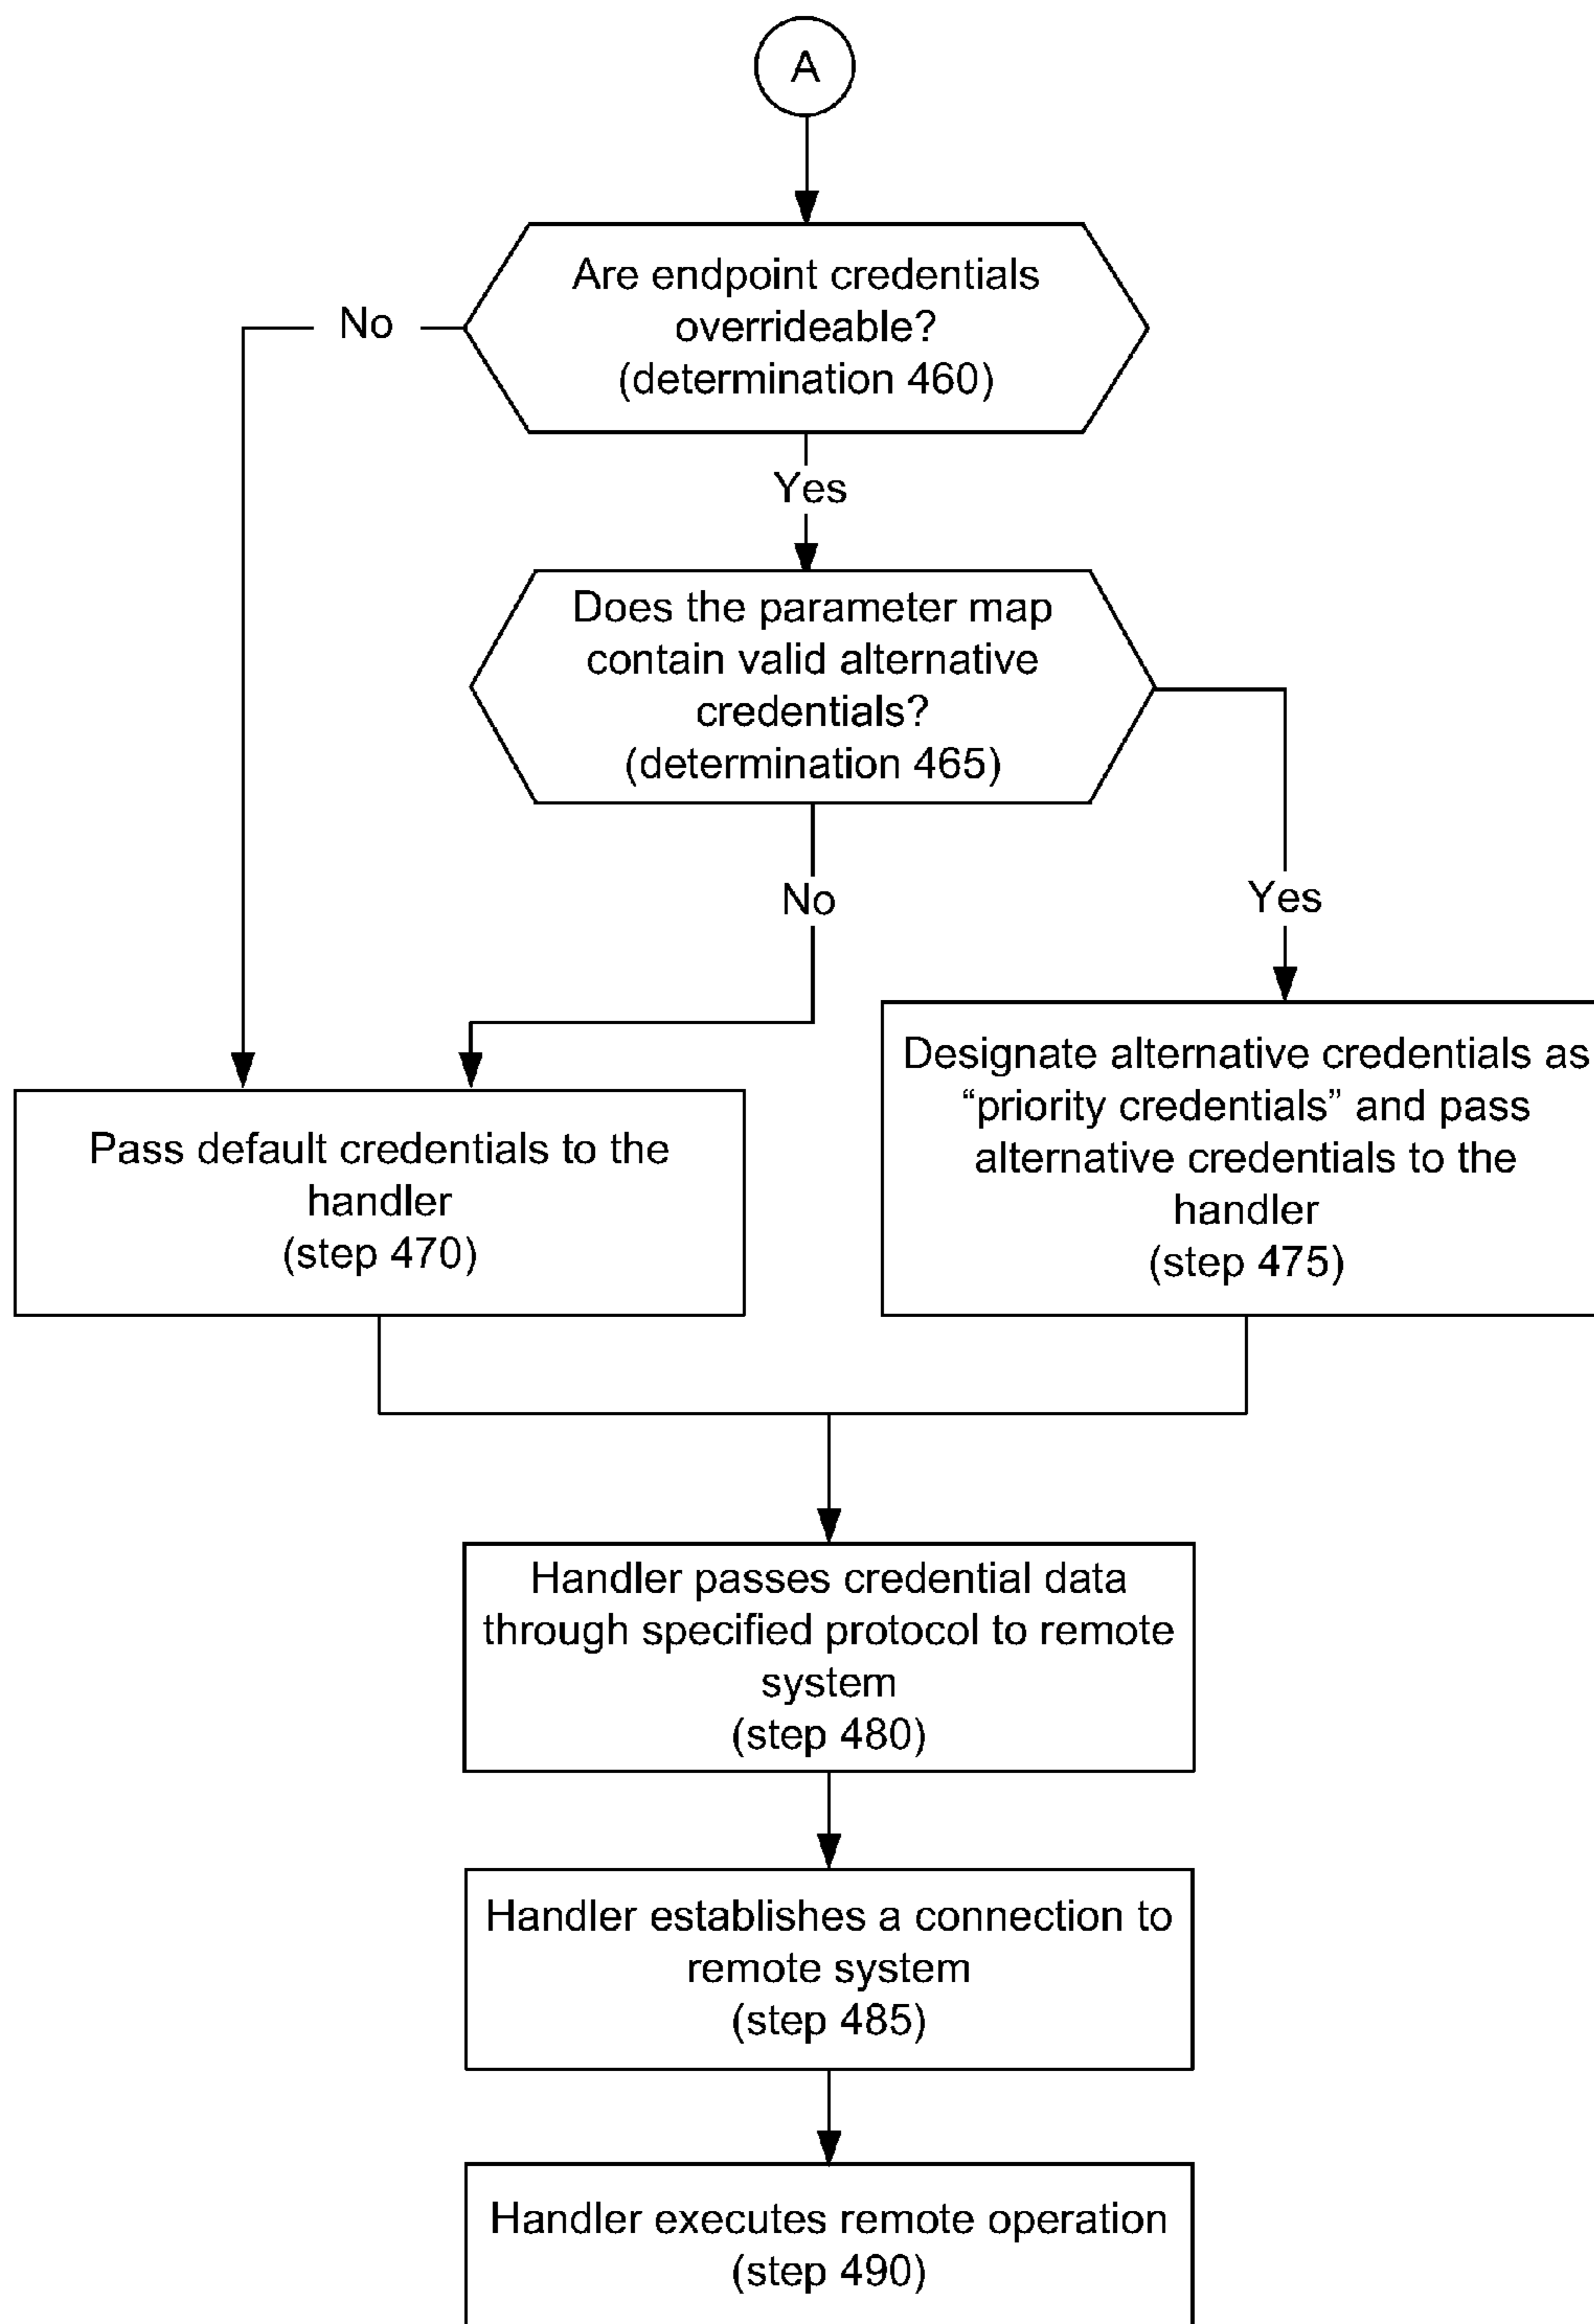 A
Are endpoint credentials
overrideable?
(determination 460)
No
Yes
Does the parameter map
contain valid alternative
credentials?
(determination 465)
No
Yes
Pass default credentials to the
handler
(step 470)
Designate alternative credentials as
“priority credentials” and pass
alternative credentials to the
handler
(step 475)
Handler passes credential data
through specified protocol to remote
system
(step 480)
Handler establishes a connection to
remote system
(step 485)
Handler executes remote operation
(step 490)